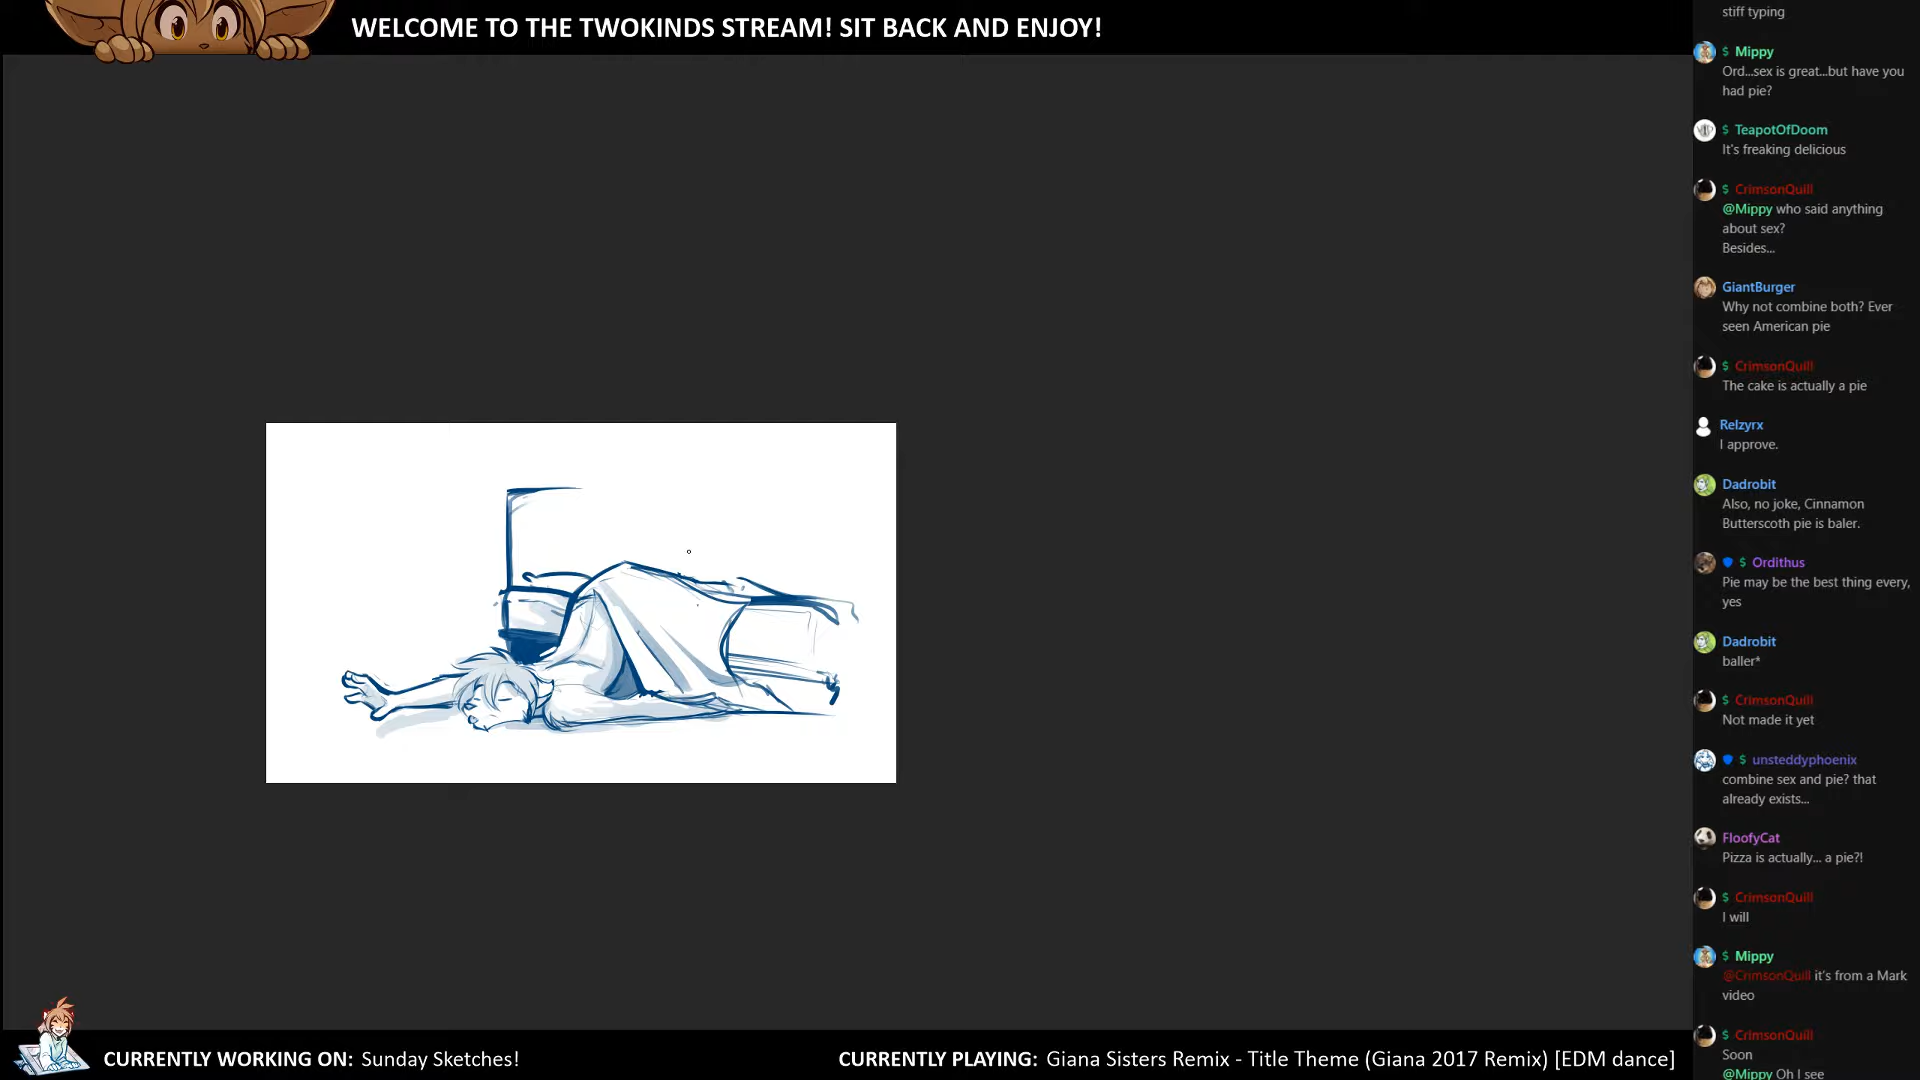 WELCOME TO THE TWOKINDS STREAM! SIT BACK AND ENJOY!
stiff typing
$ Mippy
Ord...sex is great...but have you
had pie?
$ TeapotOfDoom
It's freaking delicious
$ CrimsonQuill
@Mippy who said anything
about sex?
Besides...
GiantBurger
Why not combine both? Ever
seen American pie
$ CrimsonQuill
The cake is actually a pie
Relzyrx
I approve.
Dadrobit
Also, no joke, Cinnamon
Butterscoth pie is baler.
$ Ordithus
Pie may be the best thing every,
yes
Dadrobit
baller*
$ CrimsonQuill
Not made it yet
$ unsteddyphoenix
combine sex and pie? that
already exists...
FloofyCat
Pizza is actually... a pie?!
$ CrimsonQuill
I will
$ Mippy
@CrimsonQuill it's from a Mark
video
$ CrimsonQuill
Soon
@Mippy Oh I see
CURRENTLY WORKING ON: Sunday Sketches!
CURRENTLY PLAYING: Giana Sisters Remix - Title Theme (Giana 2017 Remix) [EDM dance]